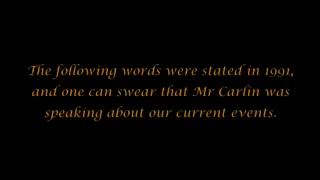 The following words were stated in 1991,
and one can swear that Mr Carlin was
speaking about our current events.